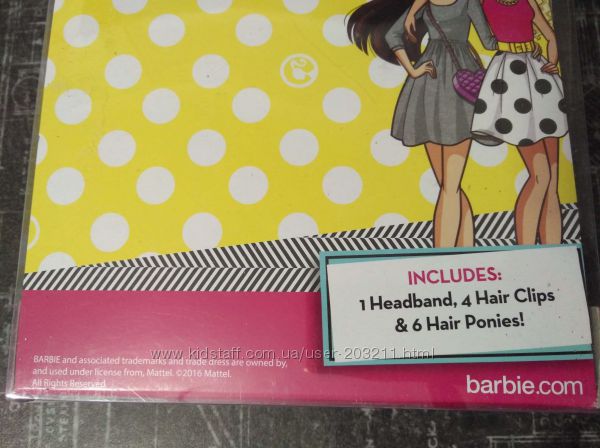 INCLUDES:
1 Headband, 4 Hair Clips
& 6 Hair Ponies!
www.kidstaff.com.ua/user-203211.html
BARBIE and associated trademarks and trade dress are owned by,
and used under license from, Mattel. ©2016 Mattel.
All Rights Reserved.
barbie.com